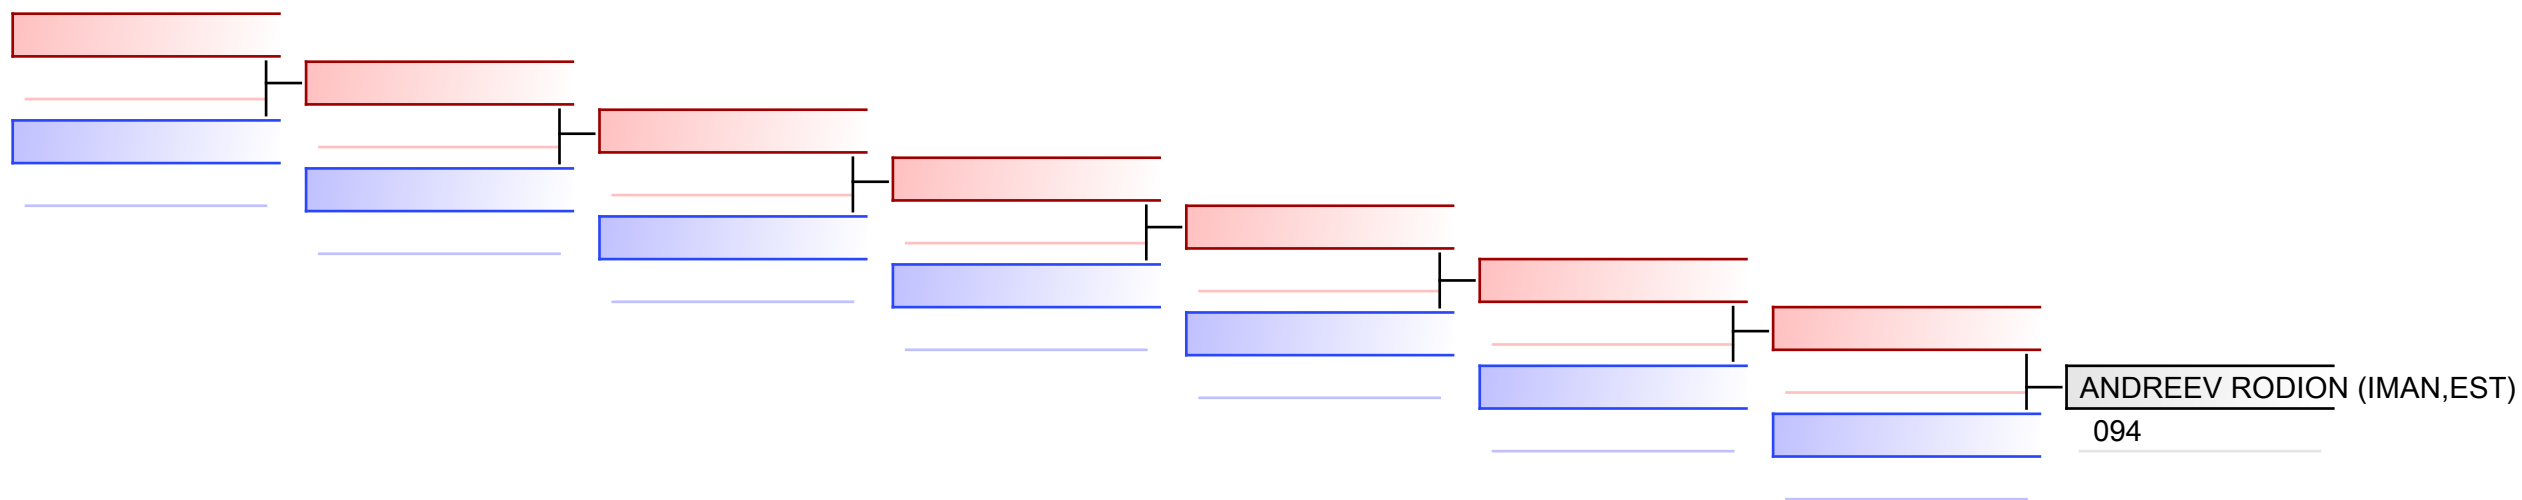 ANDREEV RODION (IMAN,EST)
094